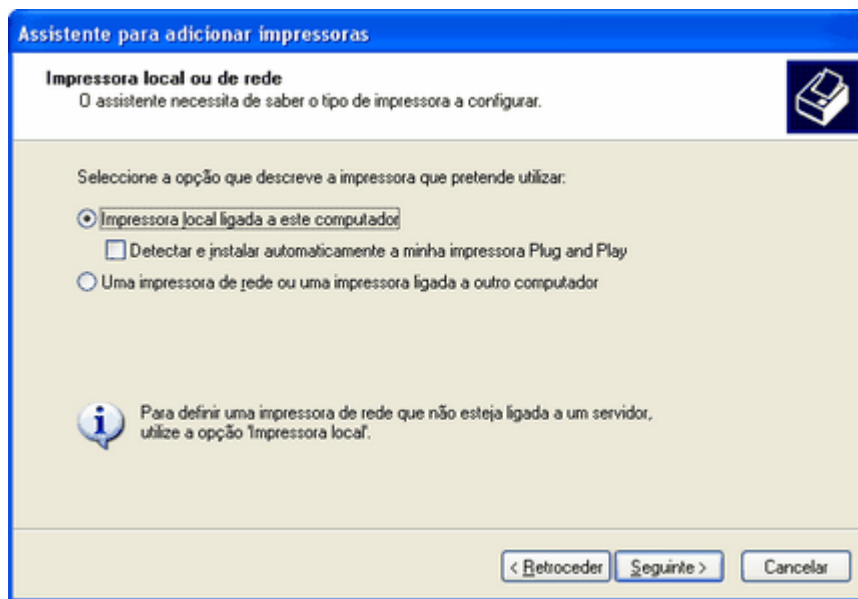 Assistente para adicionar impressoras
Impressora local ou de rede
O assistente necessita de saber o tipo de impressora a configurar.
Seleccione a opção que descreve a impressora que pretende utilizar:
Impressora local ligada a este computador
Detectar e instalar automaticamente a minha impressora Plug and Play
Uma impressora de rede ou uma impressora ligada a outro computador
Para definir uma impressora de rede que não esteja ligada a um servidor,
utilize a opção 'Impressora local'.
< Retroceder Seguinte > Cancelar